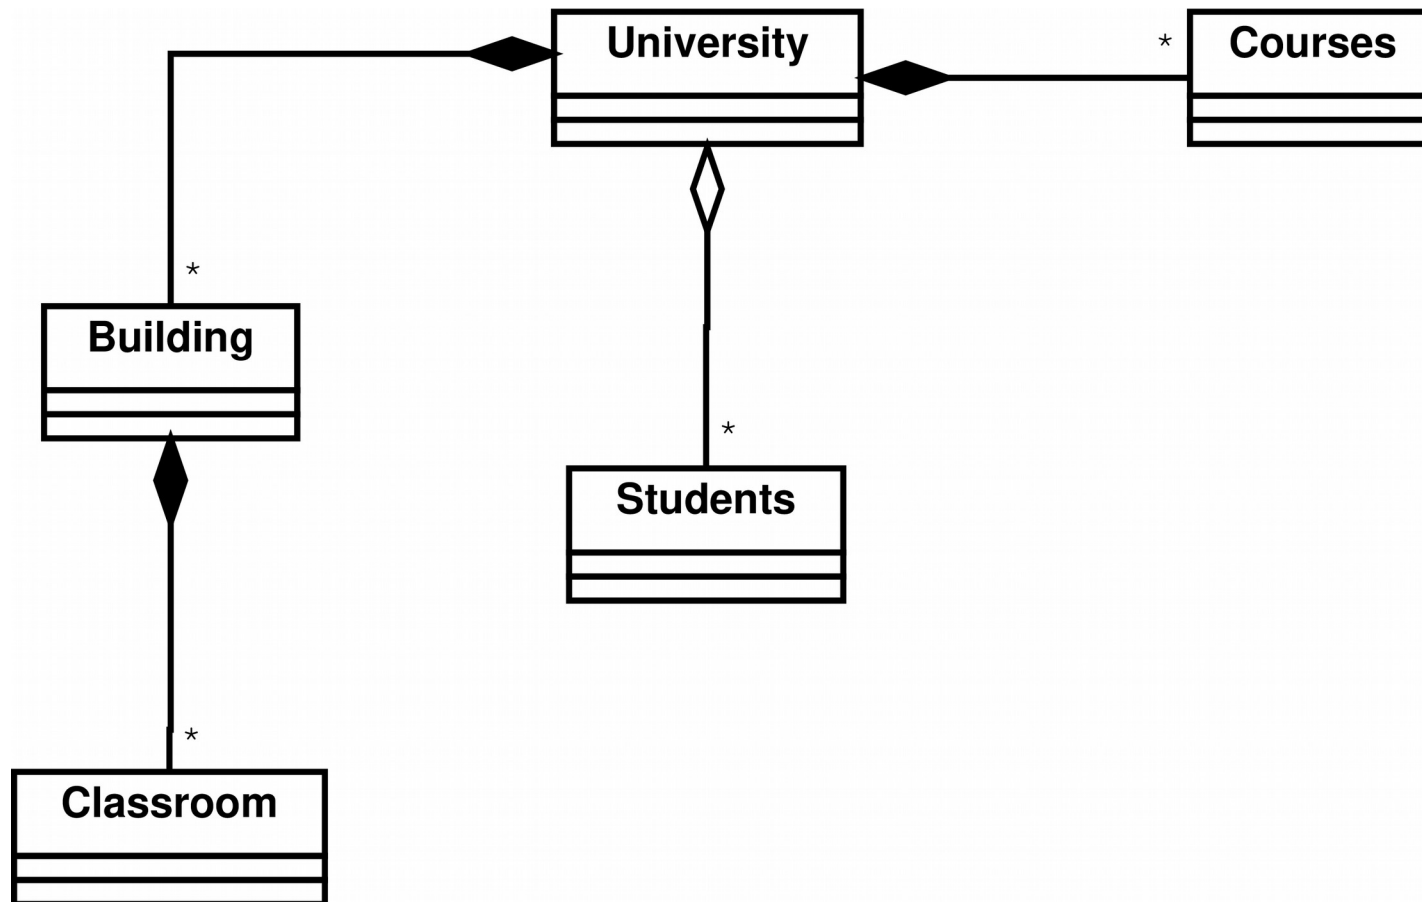 University
*
Courses
*
Building
*
Students
*
Classroom